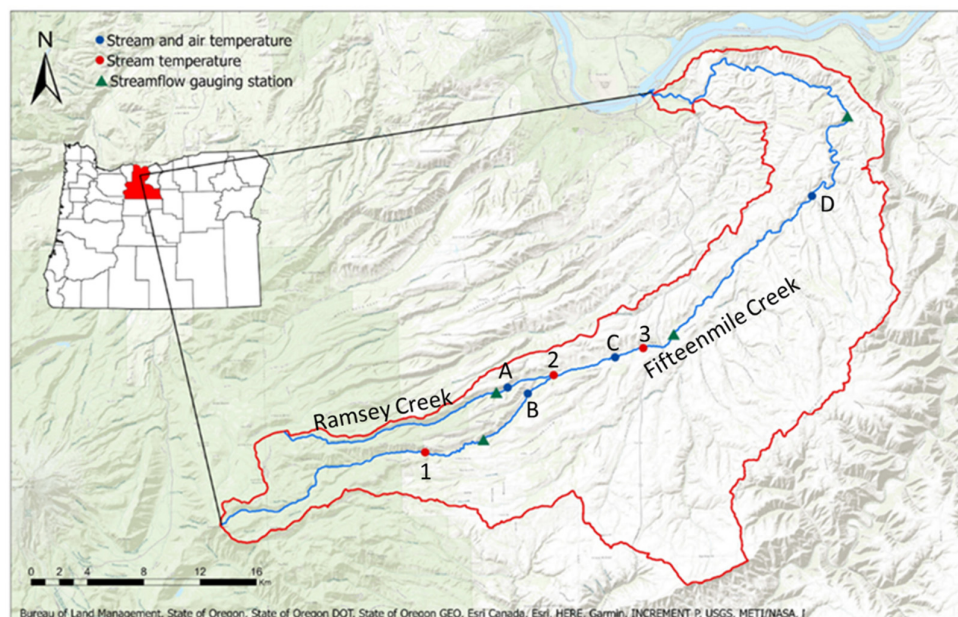 N
Stream and air temperature
Stream temperature
Streamflow gauging station
D
Fifteenmile Creek
3
C
2
A
B
Ramsey Creek
1
0 2 4 8 12 16
Km
Bureau of Land Management, State of Oregon, State of Oregon DOT, State of Oregon GEO, Esri Canada, Esri, HERE, Garmin, INCREMENT P, USGS, METI/NASA,